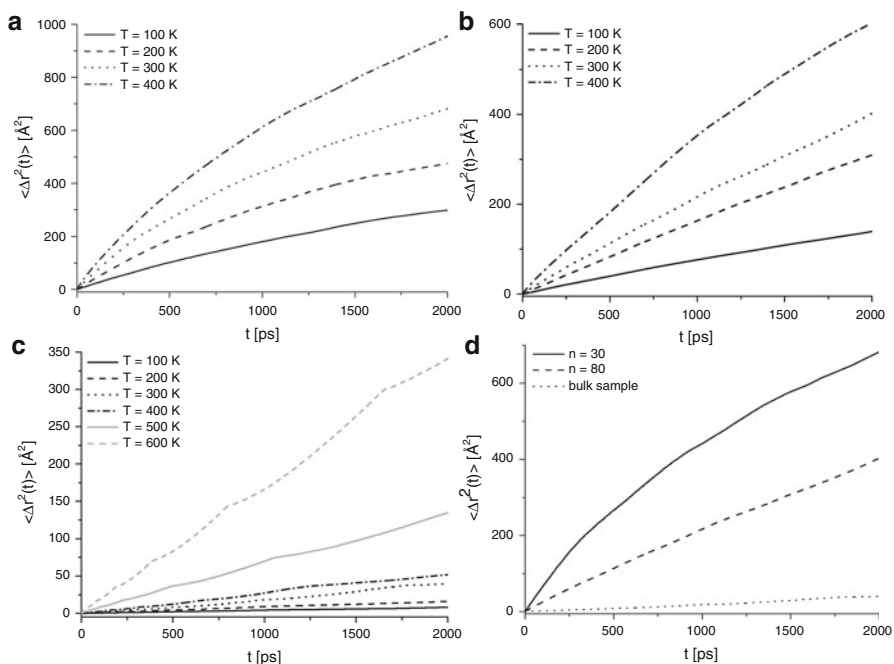 a
T = 100 K
T = 200 K
T = 300 K
T = 400 K
1000
800
600
400
200
0
0 500 1000 1500 2000
<Δr²(t)> [Å²]
t [ps]
b
T = 100 K
T = 200 K
T = 300 K
T = 400 K
600
400
200
0
0 500 1000 1500 2000
<Δr²(t)> [Å²]
t [ps]
c
T = 100 K
T = 200 K
T = 300 K
T = 400 K
T = 500 K
T = 600 K
350
300
250
200
150
100
50
0
0 500 1000 1500 2000
<Δr²(t)> [Å²]
t [ps]
d
n = 30
n = 80
bulk sample
600
400
200
0
0 500 1000 1500 2000
<Δr²(t)> [Å²]
t [ps]